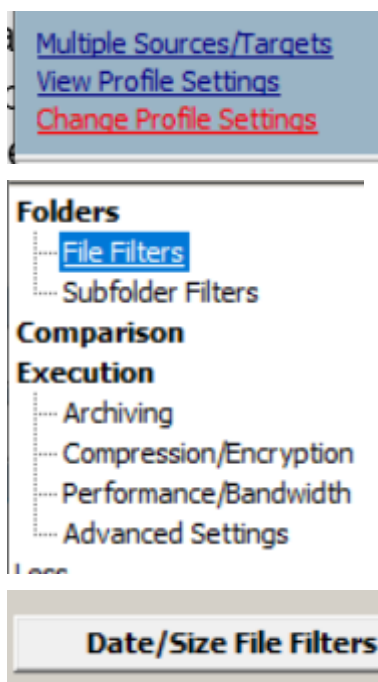 Multiple Sources/Targets
View Profile Settings
Change Profile Settings
Folders
File Filters
Subfolder Filters
Comparison
Execution
Archiving
Compression/Encryption
Performance/Bandwidth
Advanced Settings
Date/Size File Filters